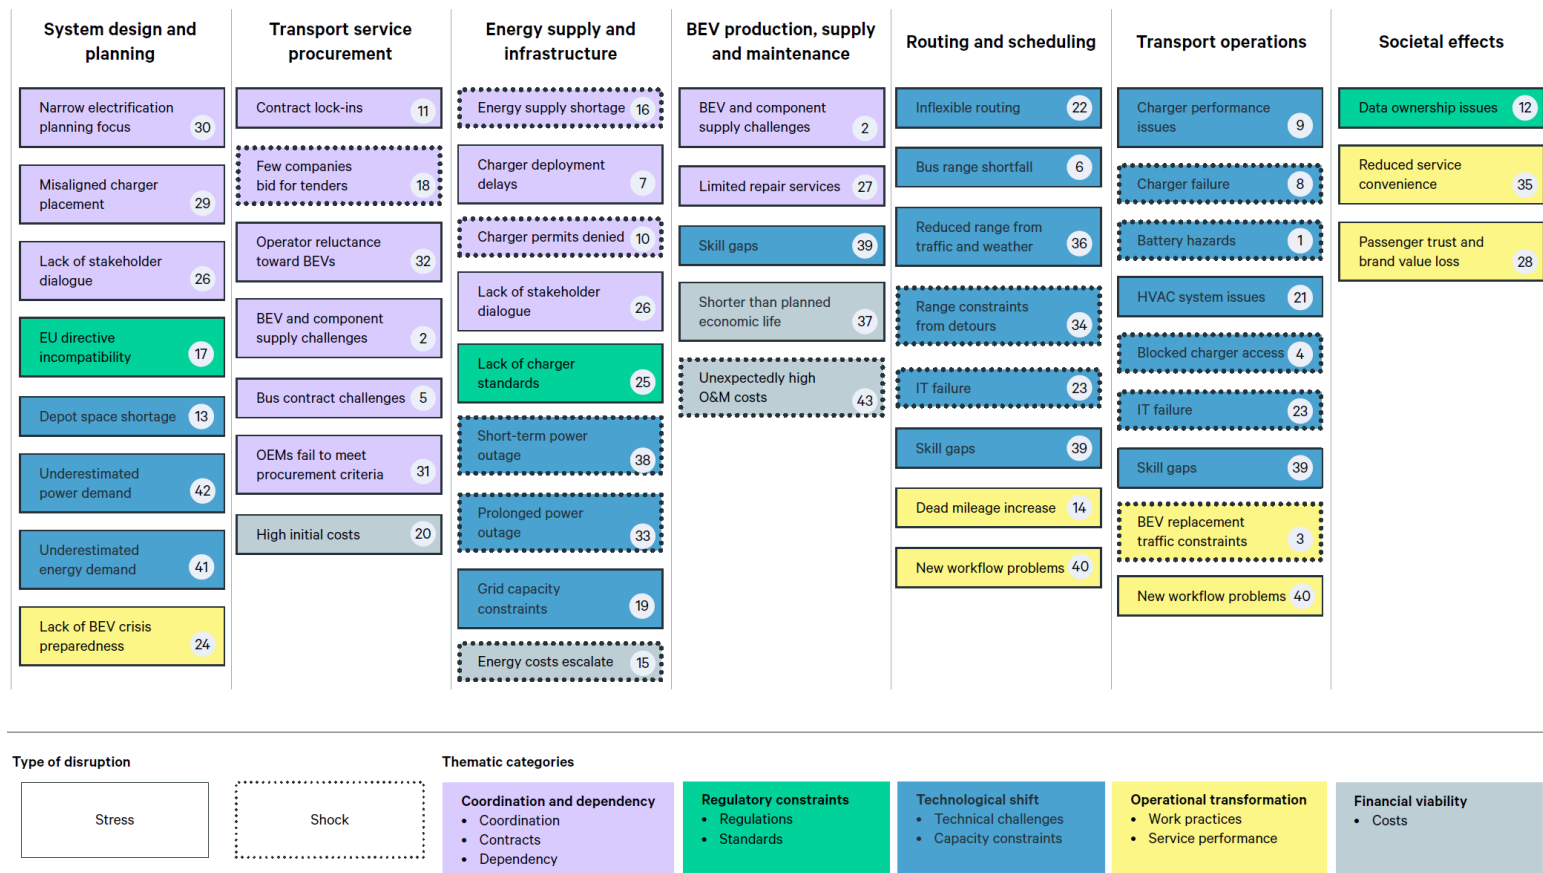 System design and
planning
Narrow electrification
planning focus
30
Misaligned charger
placement
29
Lack of stakeholder
dialogue
26
EU directive
incompatibility
17
Depot space shortage
13
Underestimated
power demand
42
Underestimated
energy demand
41
Lack of BEV crisis
preparedness
24
Transport service
procurement
Contract lock-ins
11
Few companies
bid for tenders
18
Operator reluctance
toward BEVs
32
BEV and component
supply challenges
2
Bus contract challenges
5
OEMs fail to meet
procurement criteria
31
High initial costs
20
Energy supply and
infrastructure
Energy supply shortage
16
Charger deployment
delays
7
Charger permits denied
10
Lack of stakeholder
dialogue
26
Lack of charger
standards
25
Short-term power
outage
38
Prolonged power
outage
33
Grid capacity
constraints
19
Energy costs escalate
15
BEV production, supply
and maintenance
BEV and component
supply challenges
2
Limited repair services
27
Skill gaps
39
Shorter than planned
economic life
37
Unexpectedly high
O&M costs
43
Routing and scheduling
Inflexible routing
22
Bus range shortfall
6
Reduced range from
traffic and weather
36
Range constraints
from detours
34
IT failure
23
Skill gaps
39
Dead mileage increase
14
New workflow problems
40
Transport operations
Charger performance
issues
9
Charger failure
8
Battery hazards
1
HVAC system issues
21
Blocked charger access
4
IT failure
23
Skill gaps
39
BEV replacement
traffic constraints
3
New workflow problems
40
Societal effects
Data ownership issues
12
Reduced service
convenience
35
Passenger trust and
brand value loss
28
Type of disruption
Stress
Shock
Thematic categories
Coordination and dependency
• Coordination
• Contracts
• Dependency
Regulatory constraints
• Regulations
• Standards
Technological shift
• Technical challenges
• Capacity constraints
Operational transformation
• Work practices
• Service performance
Financial viability
• Costs